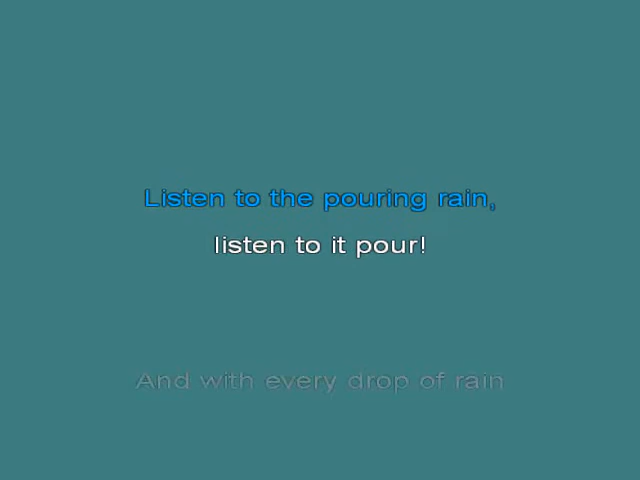 Listen to the pouring rain,
listen to it pour!
And with every drop of rain